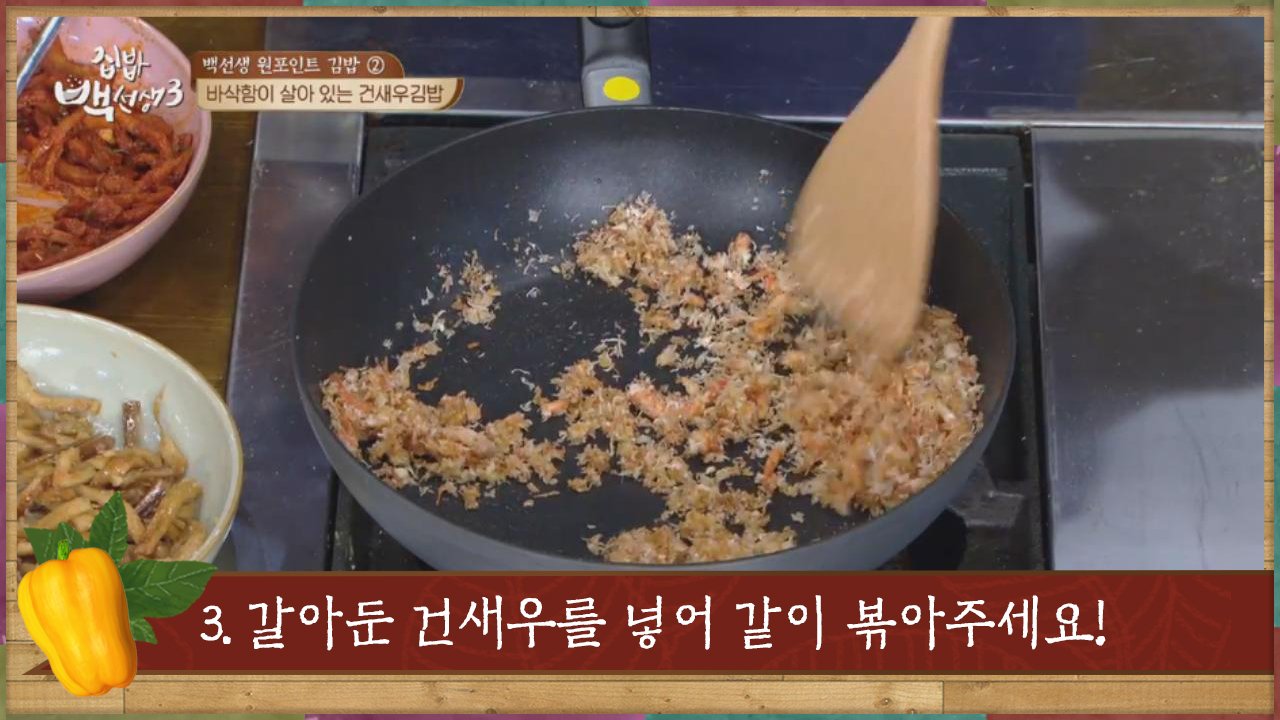 집밥
백선생3
백선생 원포인트 김밥 ②
바삭함이 살아 있는 건새우김밥
3. 갈아둔 건새우를 넣어 같이 볶아주세요!